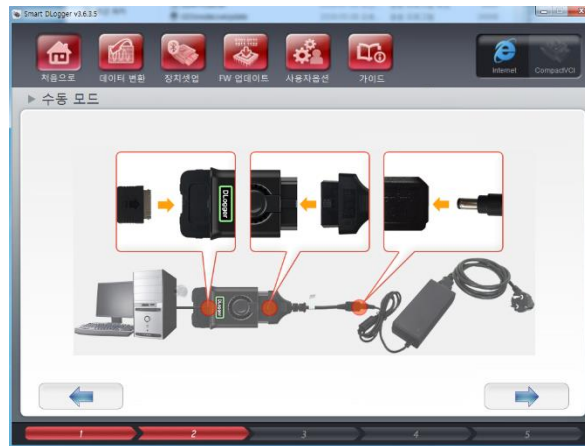 Smart DLogger v3.6.3.5
처음으로
데이터 변환
장치셋업
FW 업데이트
사용자옵션
가이드
Internet
CompadVCI
수동 모드
DLogger
DLogger
1
2
3
4
5